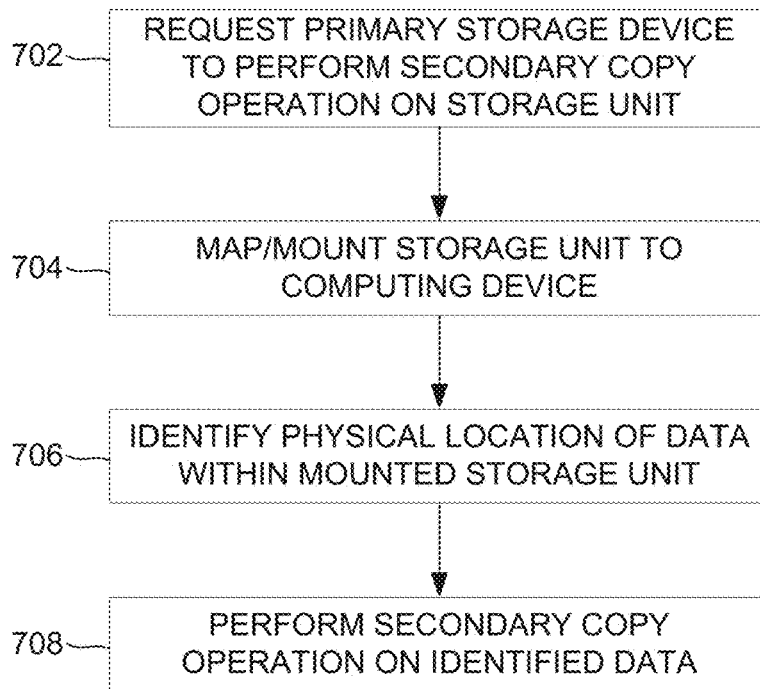 702
REQUEST PRIMARY STORAGE DEVICE
TO PERFORM SECONDARY COPY
OPERATION ON STORAGE UNIT
704
MAP/MOUNT STORAGE UNIT TO
COMPUTING DEVICE
706
IDENTIFY PHYSICAL LOCATION OF DATA
WITHIN MOUNTED STORAGE UNIT
708
PERFORM SECONDARY COPY
OPERATION ON IDENTIFIED DATA